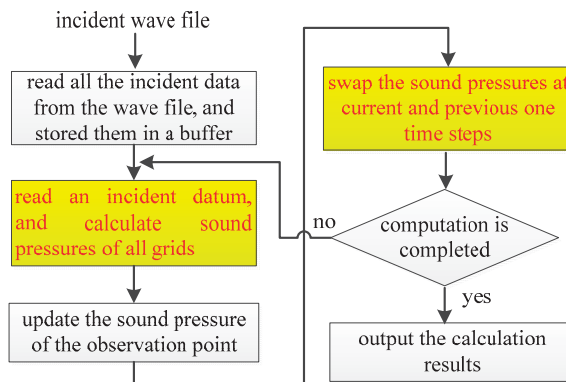 incident wave file
read all the incident data
from the wave file, and
stored them in a buffer
read an incident datum,
and calculate sound
pressures of all grids
update the sound pressure
of the observation point
swap the sound pressures at
current and previous one
time steps
computation is
completed
no
yes
output the calculation
results